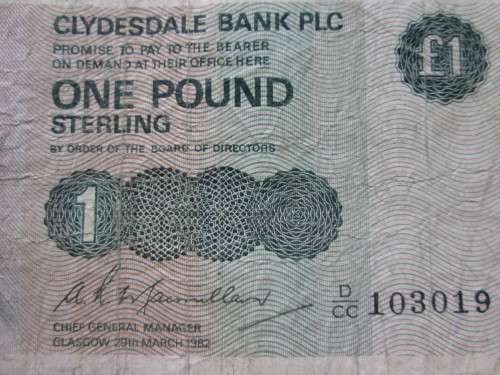 CLYDESDALE BANK PLC
£1
PROMISE TO PAY TO THE BEARER
ON DEMAND AT THEIR OFFICE HERE
ONE POUND
STERLING
BY ORDER OF THE BOARD OF DIRECTORS
1
A R Macmillan
D/CC 103019
CHIEF GENERAL MANAGER
GLASGOW 29TH MARCH 1982